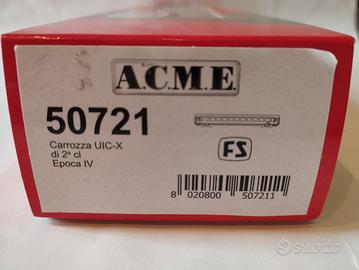 A.C.M.E.
50721
Carrozza UIC-X
di 2ª cl
Epoca IV
FS
8 020800 507211
subito